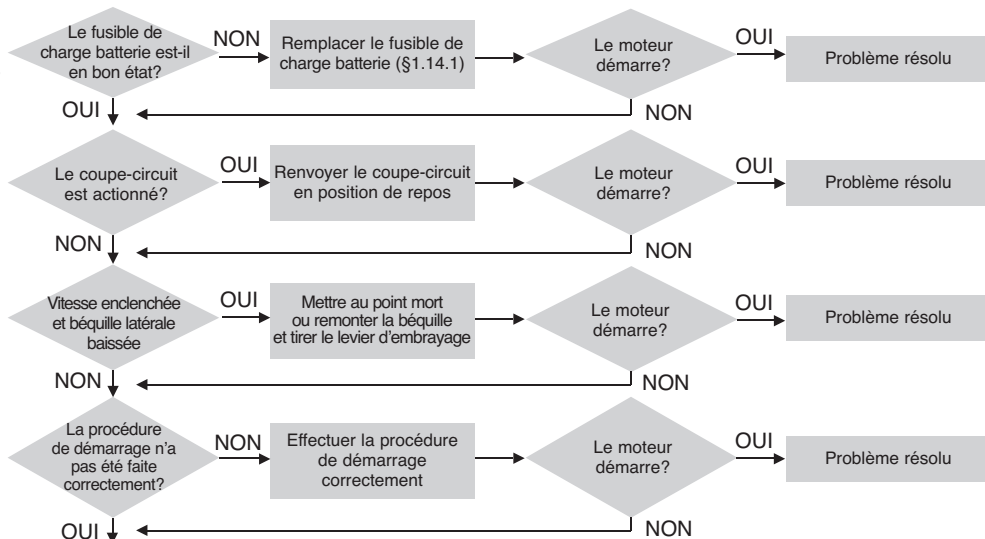 Le fusible de
charge batterie est-il
en bon état?
NON
Remplacer le fusible de
charge batterie (§1.14.1)
Le moteur
démarre?
OUI
Problème résolu
OUI
NON
Le coupe-circuit
est actionné?
OUI
Renvoyer le coupe-circuit
en position de repos
Le moteur
démarre?
OUI
Problème résolu
NON
NON
Vitesse enclenchée
et béquille latérale
baissée
OUI
Mettre au point mort
ou remonter la béquille
et tirer le levier d'embrayage
Le moteur
démarre?
OUI
Problème résolu
NON
NON
La procédure
de démarrage n'a
pas été faite
correctement?
NON
Effectuer la procédure
de démarrage
correctement
Le moteur
démarre?
OUI
Problème résolu
OUI
NON